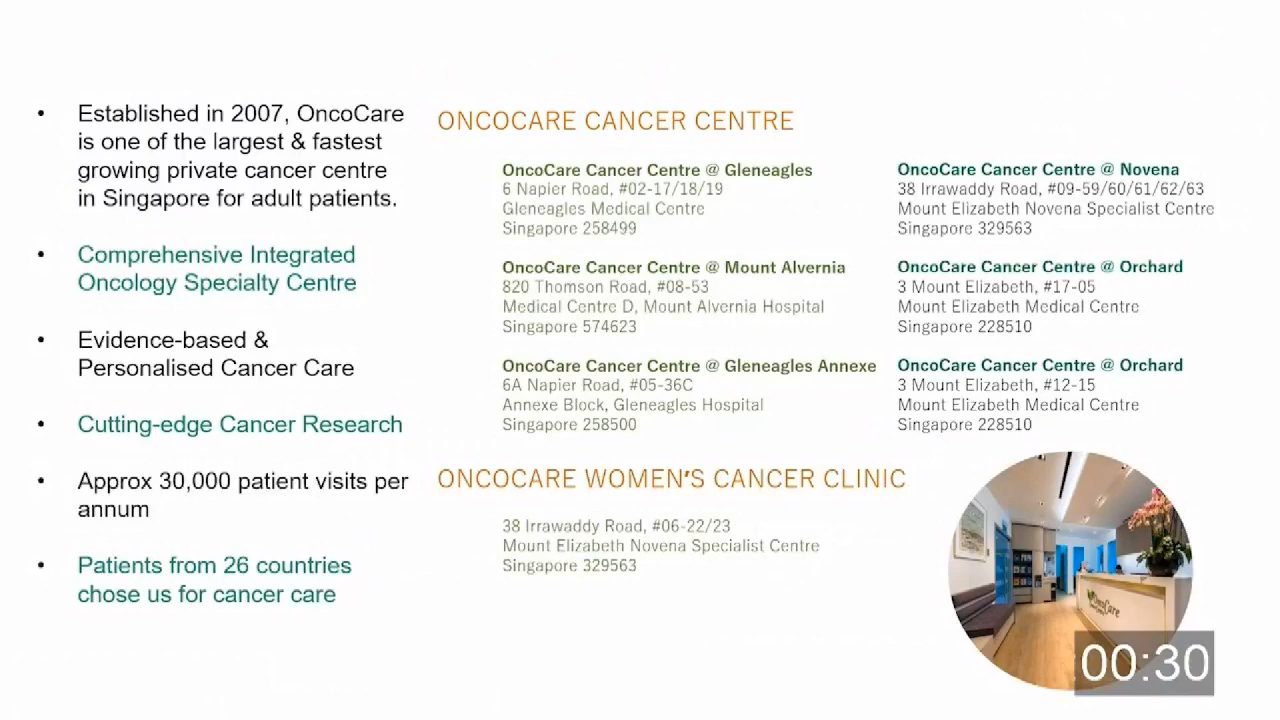 • Established in 2007, OncoCare
is one of the largest & fastest
growing private cancer centre
in Singapore for adult patients.
• Comprehensive Integrated
Oncology Specialty Centre
• Evidence-based &
Personalised Cancer Care
• Cutting-edge Cancer Research
• Approx 30,000 patient visits per
annum
• Patients from 26 countries
chose us for cancer care
ONCOCARE CANCER CENTRE
OncoCare Cancer Centre @ Gleneagles
6 Napier Road, #02-17/18/19
Gleneagles Medical Centre
Singapore 258499
OncoCare Cancer Centre @ Mount Alvernia
820 Thomson Road, #08-53
Medical Centre D, Mount Alvernia Hospital
Singapore 574623
OncoCare Cancer Centre @ Gleneagles Annexe
6A Napier Road, #05-36C
Annexe Block, Gleneagles Hospital
Singapore 258500
OncoCare Cancer Centre @ Novena
38 Irrawaddy Road, #09-59/60/61/62/63
Mount Elizabeth Novena Specialist Centre
Singapore 329563
OncoCare Cancer Centre @ Orchard
3 Mount Elizabeth, #17-05
Mount Elizabeth Medical Centre
Singapore 228510
OncoCare Cancer Centre @ Orchard
3 Mount Elizabeth, #12-15
Mount Elizabeth Medical Centre
Singapore 228510
ONCOCARE WOMEN'S CANCER CLINIC
38 Irrawaddy Road, #06-22/23
Mount Elizabeth Novena Specialist Centre
Singapore 329563
OncoCare
00:30